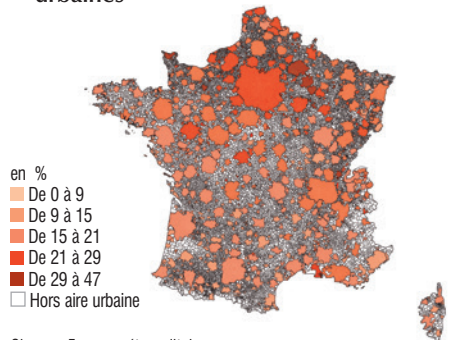 urbaines
en %
De 0 à 9
De 9 à 15
De 15 à 21
De 21 à 29
De 29 à 47
Hors aire urbaine